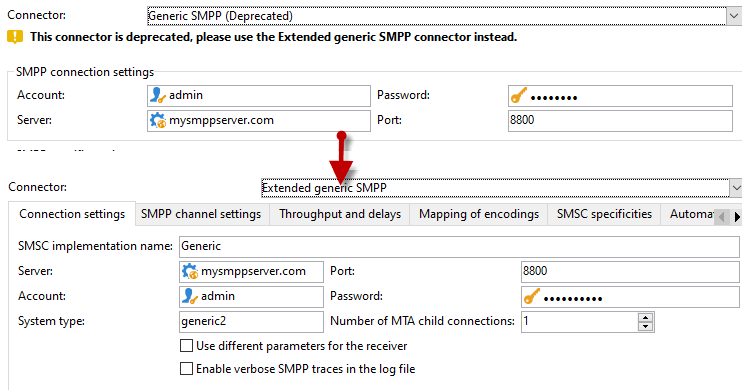 Connector: Generic SMPP (Deprecated)
This connector is deprecated, please use the Extended generic SMPP connector instead.
SMPP connection settings
Account: admin Password: ••••••••
Server: mysmppserver.com Port: 8800
Connector: Extended generic SMPP
Connection settings SMPP channel settings Throughput and delays Mapping of encodings SMSC specificities
SMSC implementation name: Generic
Server: mysmppserver.com Port: 8800
Account: admin Password: ••••••••••
System type: generic2 Number of MTA child connections: 1
Use different parameters for the receiver
Enable verbose SMPP traces in the log file